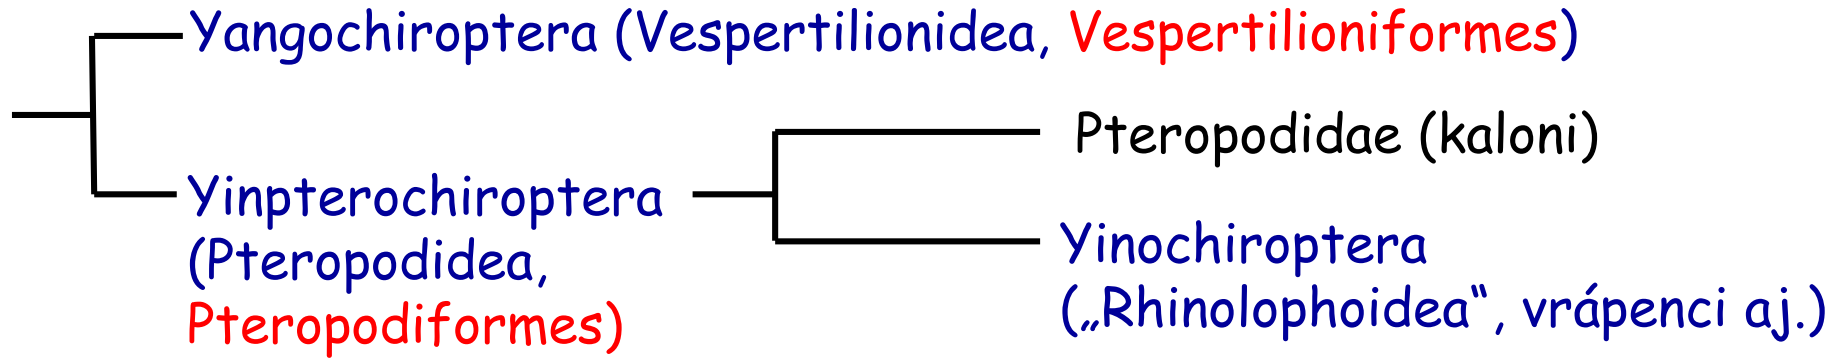 Yangochiroptera (Vespertilionidea, Vespertilioniformes)
Pteropodidae (kaloni)
Yinpterochiroptera
(Pteropodidea,
Pteropodiformes)
Yinochiroptera
(„Rhinolophoidea“, vrápenci aj.)